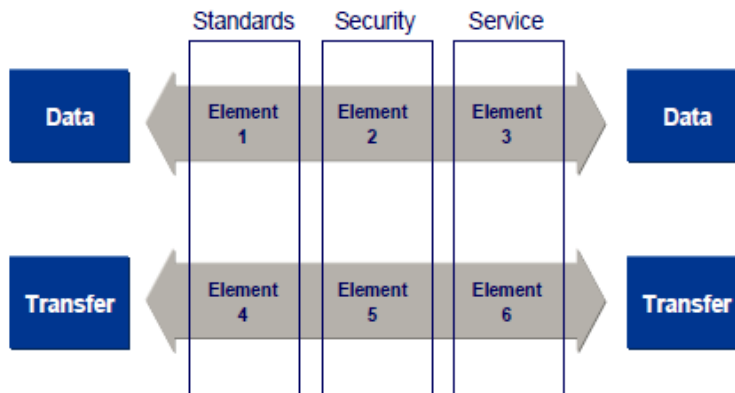 Standards Security Service
Data Element Element Element Data
1 2 3
Transfer Element Element Element Transfer
4 5 6